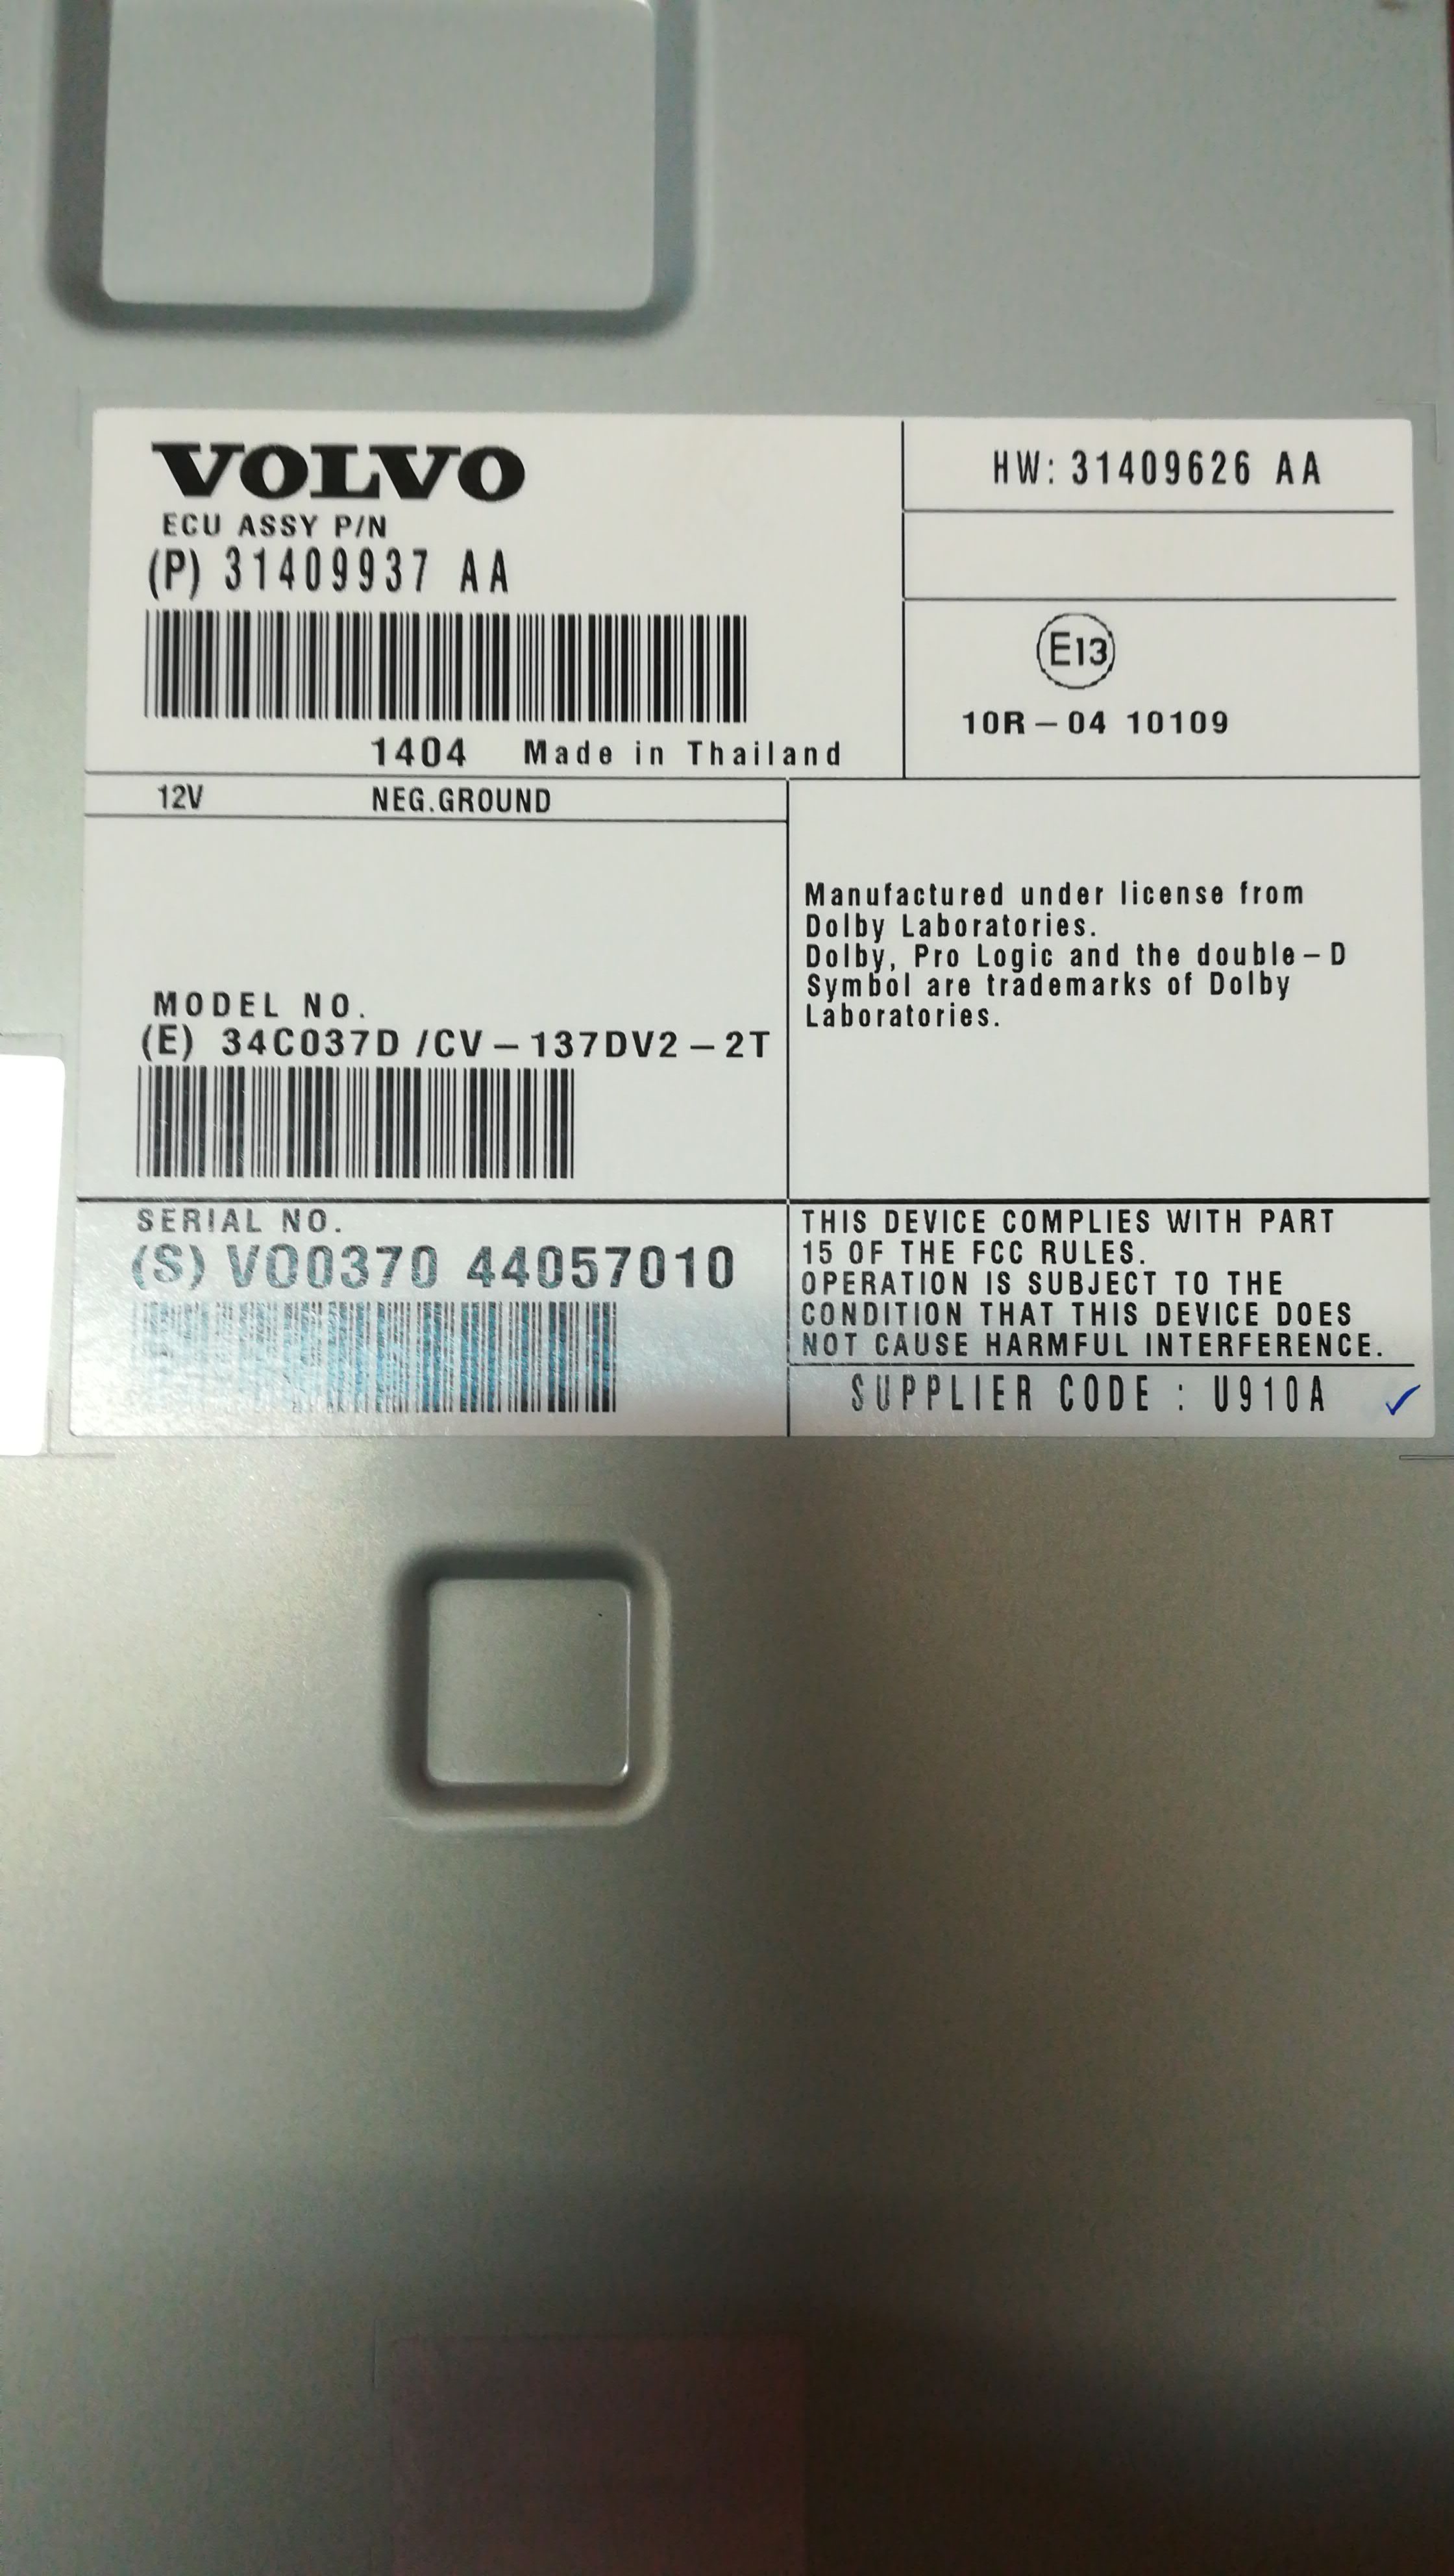 VOLVO
ECU ASSY P/N
(P) 31409937 AA
1404 Made in Thailand
HW: 31409626 AA
E13
10R-04 10109
12V NEG.GROUND
MODEL NO.
(E) 34C037D /CV-137DV2-2T
Manufactured under license from
Dolby Laboratories.
Dolby, Pro Logic and the double-D
Symbol are trademarks of Dolby
Laboratories.
SERIAL NO.
(S) VO0370 44057010
THIS DEVICE COMPLIES WITH PART
15 OF THE FCC RULES.
OPERATION IS SUBJECT TO THE
CONDITION THAT THIS DEVICE DOES
NOT CAUSE HARMFUL INTERFERENCE.
SUPPLIER CODE : U910A